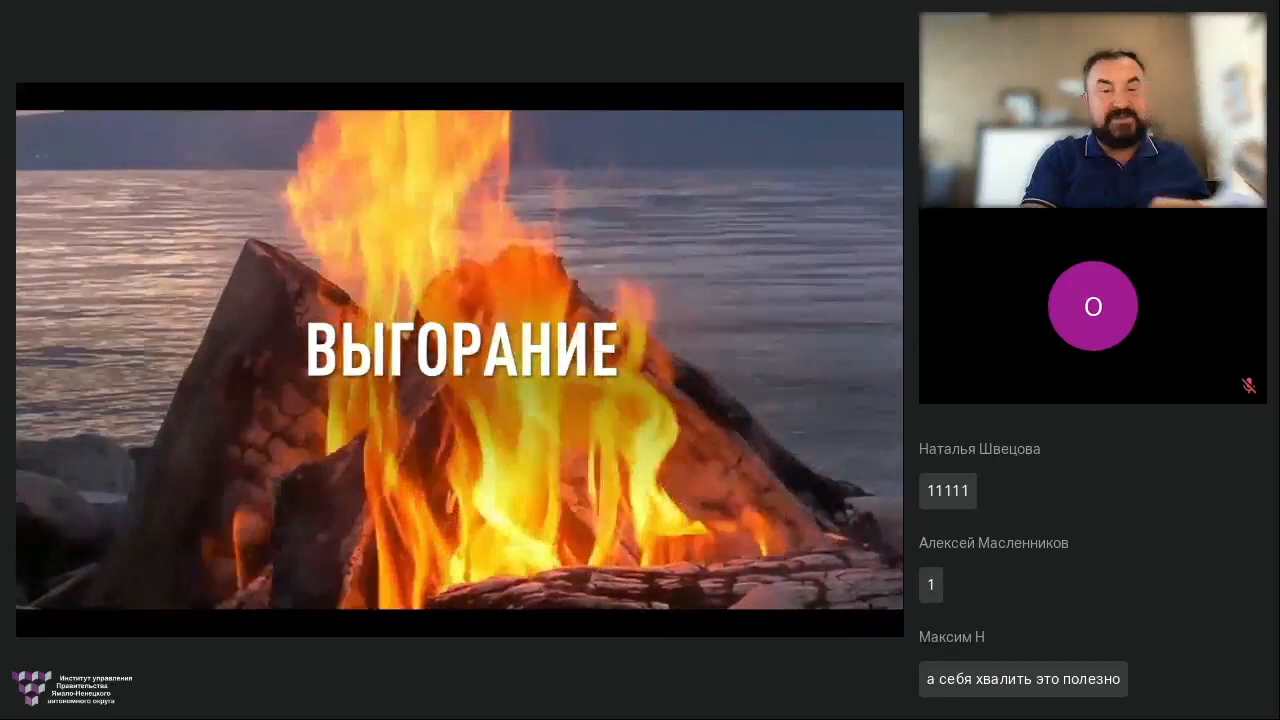 ВЫГОРАНИЕ
О
Наталья Швецова
11111
Алексей Масленников
1
Максим Н
а себя хвалить это полезно
Институт управления
Правительства
Ямало-Ненецкого
автономного округа